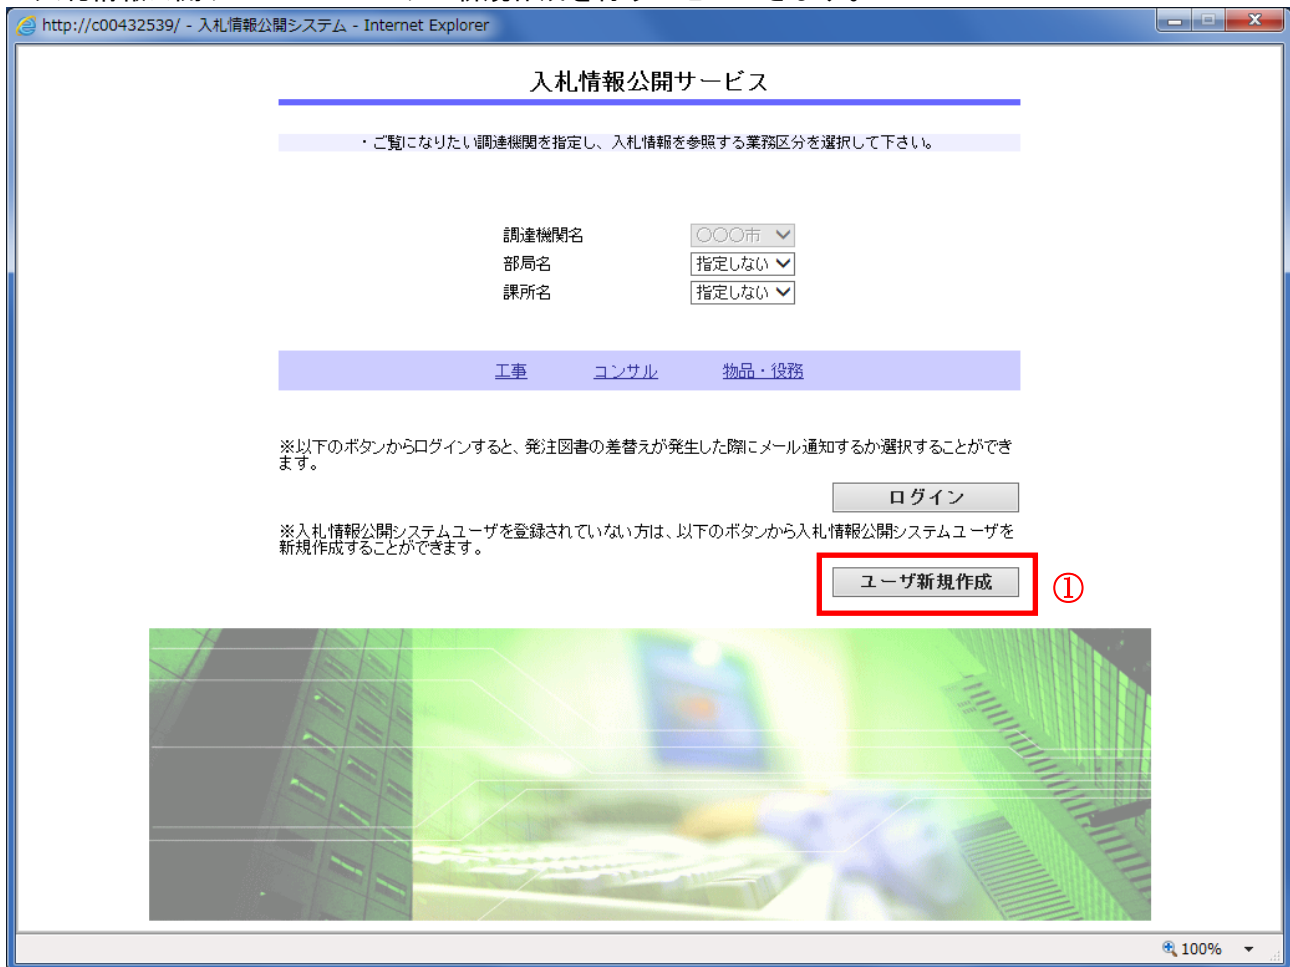 http://c00432539/ - 入札情報公開システム - Internet Explorer
入札情報公開サービス
・ご覧になりたい調達機関を指定し、入札情報を参照する業務区分を選択して下さい。
調達機関名 〇〇〇市
部局名 指定しない
課所名 指定しない
工事 コンサル 物品・役務
※以下のボタンからログインすると、発注図書の差替えが発生した際にメール通知するか選択することができ
ます。
ログイン
※入札情報公開システムユーザを登録されていない方は、以下のボタンから入札情報公開システムユーザを
新規作成することができます。
ユーザ新規作成 ①
100%